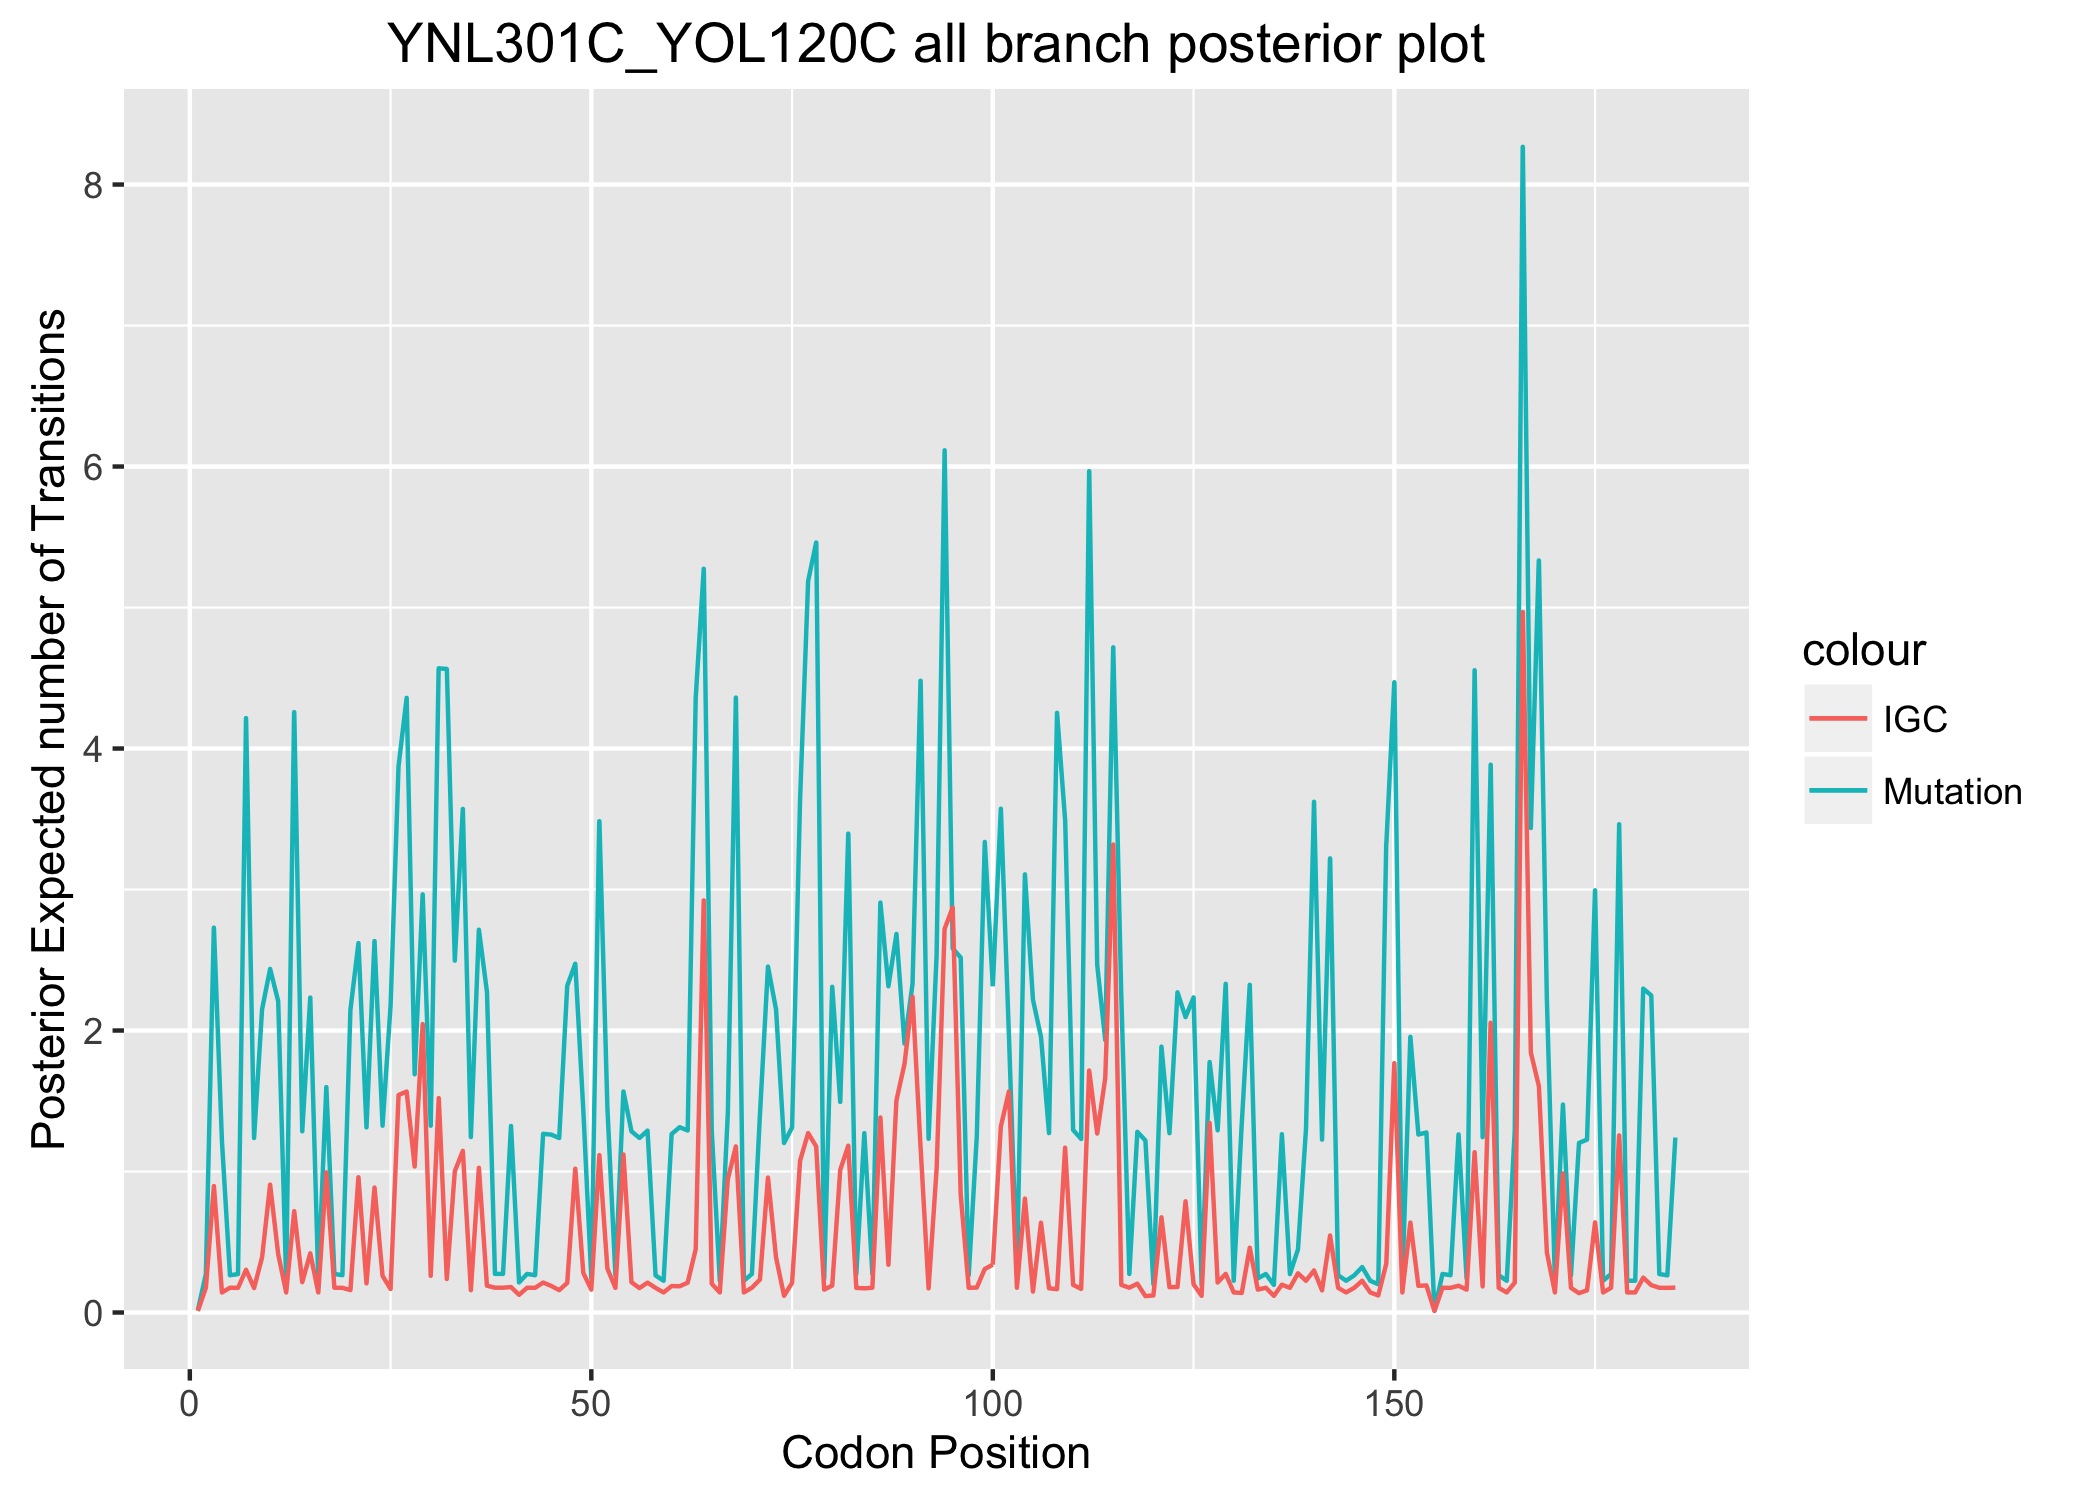 YNL301C_YOL120C all branch posterior plot
Posterior Expected number of Transitions
8
6
4
2
0
0 50 100 150
Codon Position
colour
IGC
Mutation